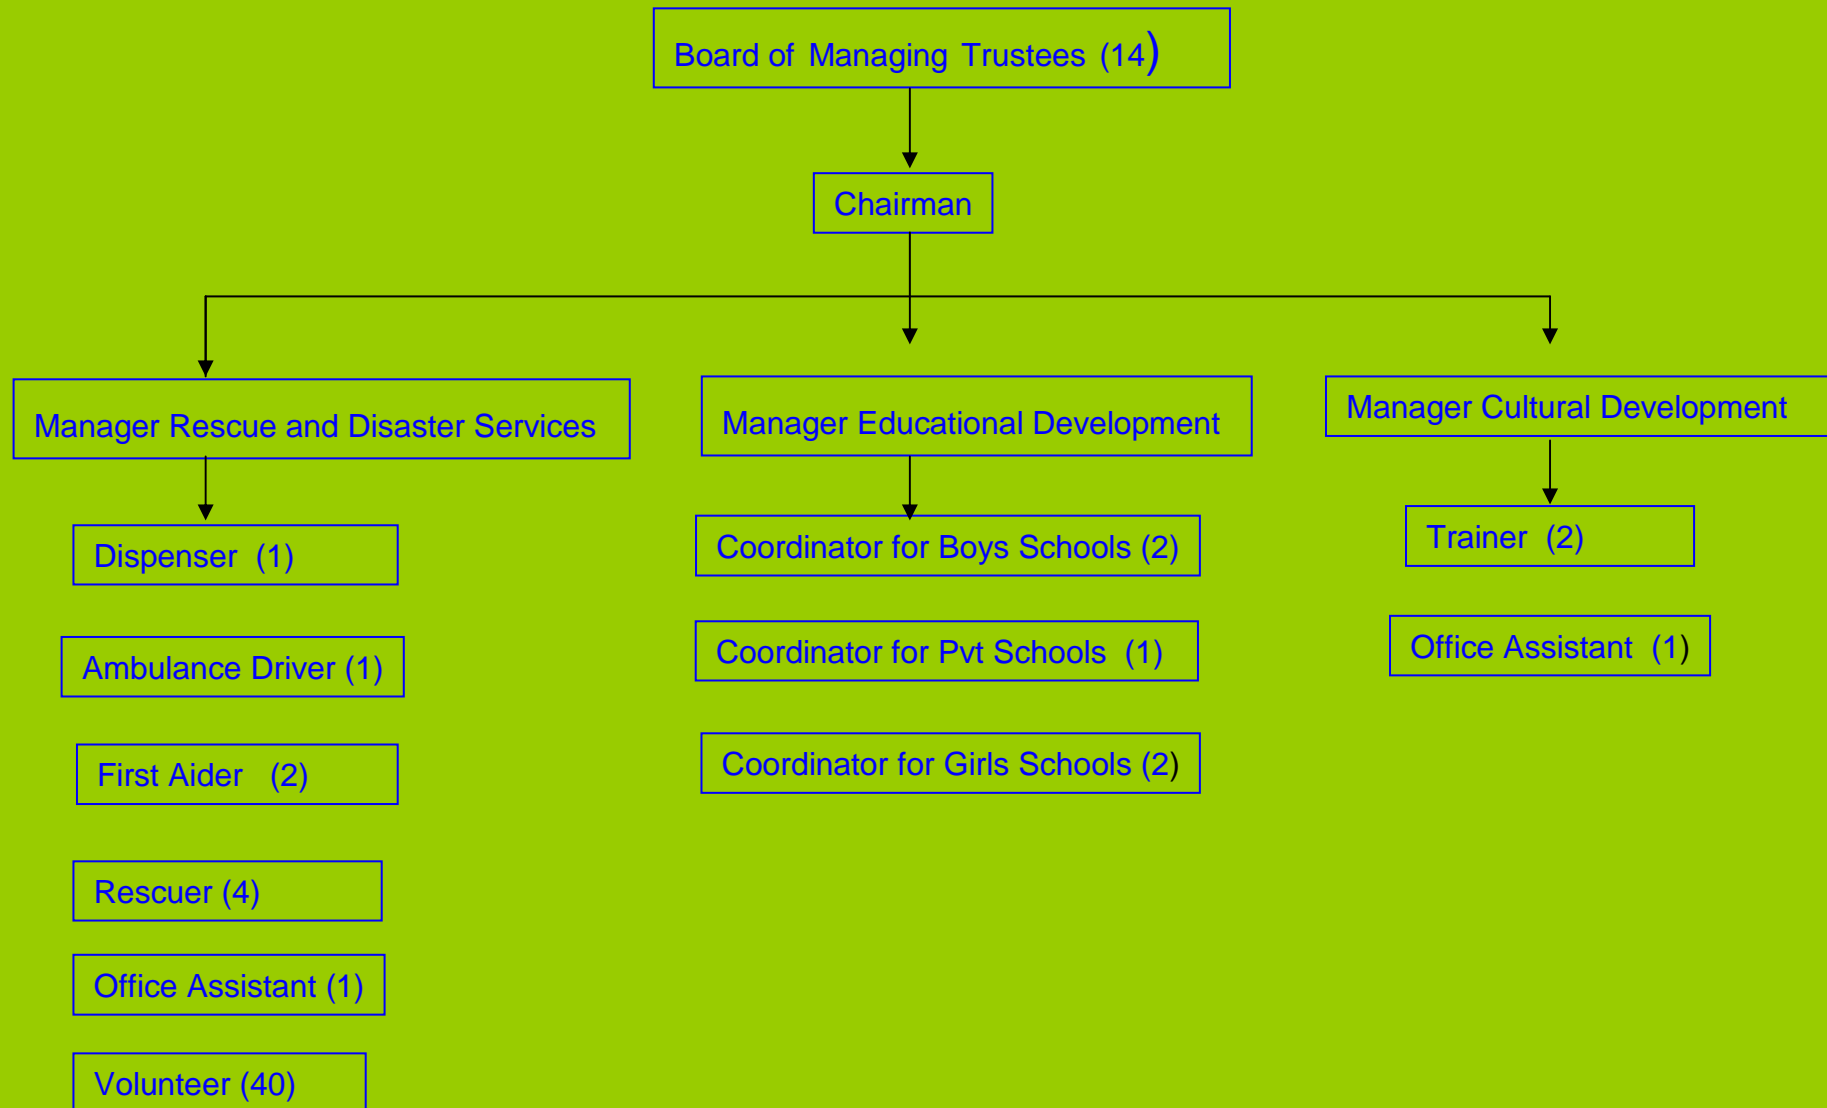 Board of Managing Trustees (14)
Chairman
Manager Rescue and Disaster Services
Manager Educational Development
Manager Cultural Development
Dispenser (1)
Ambulance Driver (1)
First Aider (2)
Rescuer (4)
Office Assistant (1)
Volunteer (40)
Coordinator for Boys Schools (2)
Coordinator for Pvt Schools (1)
Coordinator for Girls Schools (2)
Trainer (2)
Office Assistant (1)